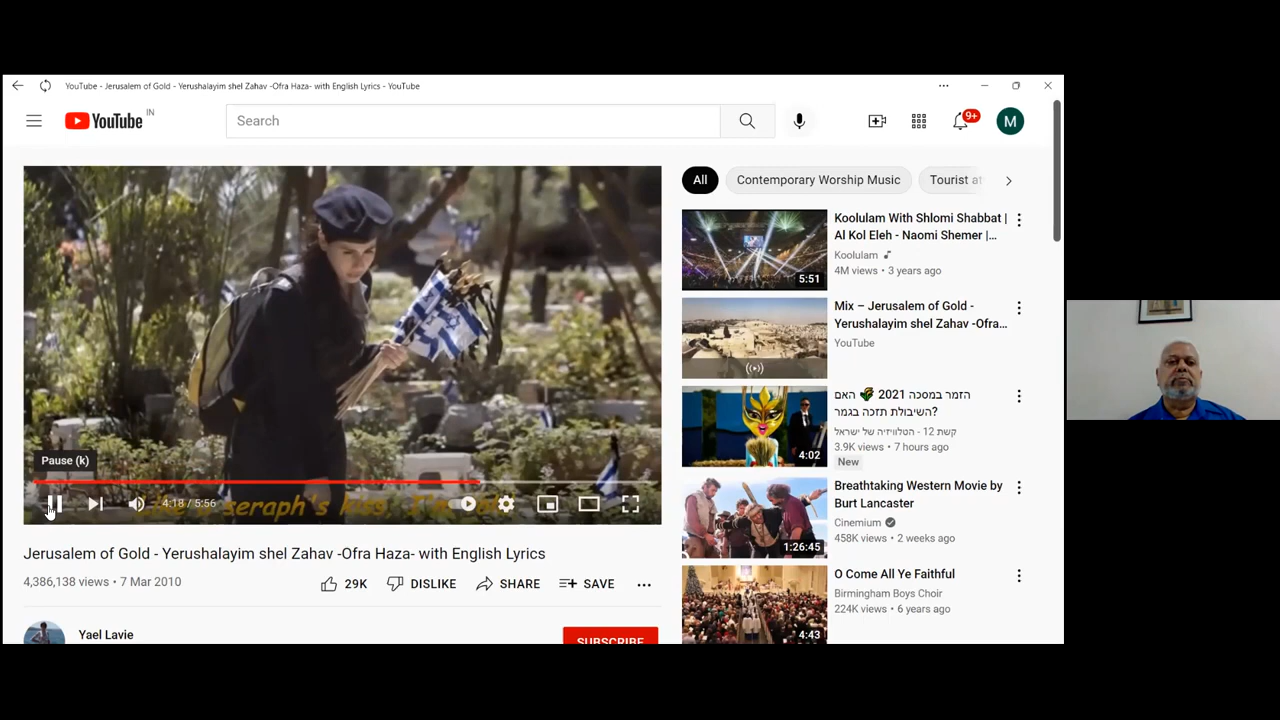 YouTube - Jerusalem of Gold - Yerushalayim shel Zahav -Ofra Haza- with English Lyrics - YouTube
YouTube IN
Search
9+
M
All
Contemporary Worship Music
Tourist
Koolulam With Shlomi Shabbat |
Al Kol Eleh - Naomi Shemer |...
Koolulam
4M views • 3 years ago
5:51
Mix – Jerusalem of Gold -
Yerushalayim shel Zahav -Ofra...
YouTube
הזמר במסכה 2021 🌾 האם
השיבולת תזכה בגמר?
קשת 12 - הטלוויזיה של ישראל
3.9K views • 7 hours ago
New
4:02
Breathtaking Western Movie by
Burt Lancaster
Cinemium
458K views • 2 weeks ago
1:26:45
O Come All Ye Faithful
Birmingham Boys Choir
224K views • 6 years ago
4:43
Pause (k)
4:18 / 5:56
seraph's kiss,
Jerusalem of Gold - Yerushalayim shel Zahav -Ofra Haza- with English Lyrics
4,386,138 views • 7 Mar 2010
29K
DISLIKE
SHARE
SAVE
Yael Lavie
SUBSCRIBE